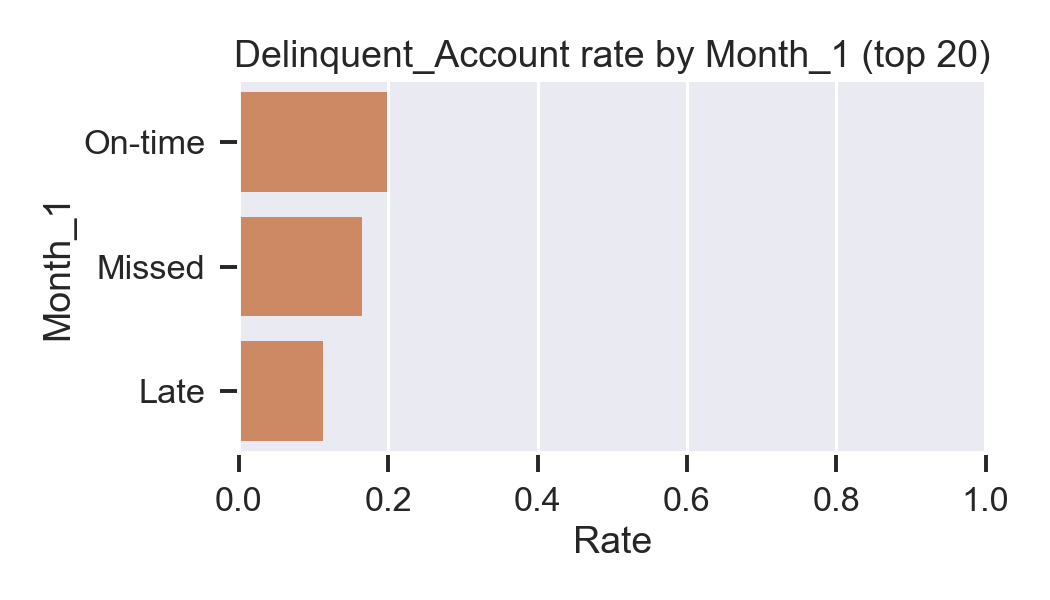 Delinquent_Account rate by Month_1 (top 20)
Month_1
On-time
Missed
Late
0.0 0.2 0.4 0.6 0.8 1.0
Rate